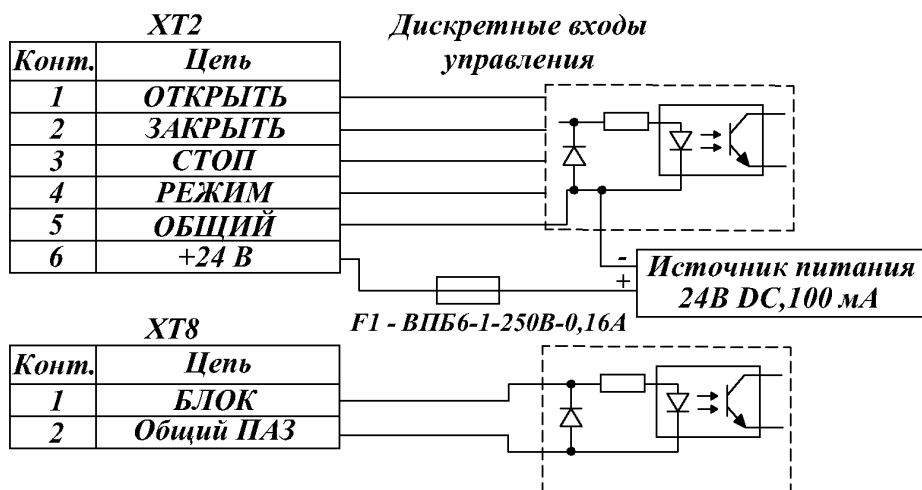 XT2
Дискретные входы
управления
Конт. Цепь
1 ОТКРЫТЬ
2 ЗАКРЫТЬ
3 СТОП
4 РЕЖИМ
5 ОБЩИЙ
6 +24 В
-
+
Источник питания
24В DC,100 мА
F1 - ВПБ6-1-250В-0,16А
XT8
Конт. Цепь
1 БЛОК
2 Общий ПАЗ